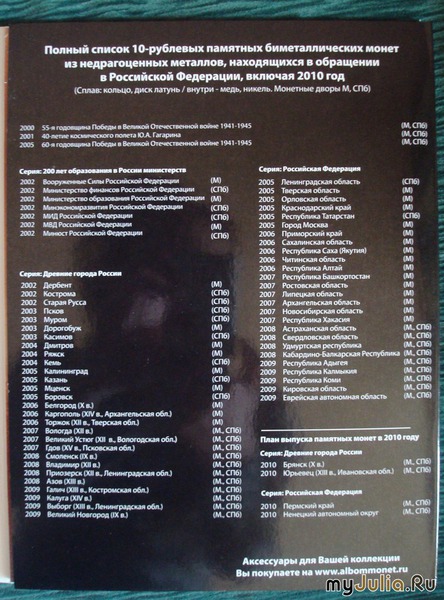 Полный список 10-рублевых памятных биметаллических монет
из недрагоценных металлов, находящихся в обращении
в Российской Федерации, включая 2010 год
(Сплав: кольцо, диск латунь / внутри - медь, никель. Монетные дворы М, СПб)
2000 55-я годовщина Победы в Великой Отечественной войне 1941-1945 (М, СПб)
2001 40-летие космического полета Ю.А. Гагарина (М, СПб)
2005 60-я годовщина Победы в Великой Отечественной войне 1941-1945 (М, СПб)
Серия: 200 лет образования в России министерств
2002 Вооруженные Силы Российской Федерации (М)
2002 Министерство финансов Российской Федерации (СПб)
2002 Министерство образования Российской Федерации (М)
2002 Минэкономразвития Российской Федерации (СПб)
2002 МИД Российской Федерации (СПб)
2002 МВД Российской Федерации (М)
2002 Минюст Российской Федерации (СПб)
Серия: Древние города России
2002 Дербент (М)
2002 Кострома (СПб)
2002 Старая Русса (СПб)
2003 Псков (СПб)
2003 Муром (СПб)
2003 Дорогобуж (М)
2003 Касимов (СПб)
2004 Дмитров (М)
2004 Ряжск (М)
2004 Кемь (СПб)
2005 Калининград (М)
2005 Казань (СПб)
2005 Мценск (М)
2005 Боровск (СПб)
2006 Белгород (X в.) (М)
2006 Каргополь (XIV в., Архангельская обл.) (М)
2006 Торжок (XII в., Тверская обл.) (М)
2007 Вологда (XII в.) (М, СПб)
2007 Великий Устюг (XII в., Вологодская обл.) (М, СПб)
2007 Гдов (XV в., Псковская обл.) (М, СПб)
2008 Смоленск (IX в.) (М, СПб)
2008 Владимир (XII в.) (М, СПб)
2008 Приозерск (XII в., Ленинградская обл.) (М, СПб)
2008 Азов (XIII в.) (М, СПб)
2009 Галич (XIII в., Костромская обл.) (М, СПб)
2009 Калуга (XIV в.) (М, СПб)
2009 Выборг (XIII в., Ленинградская обл.) (М, СПб)
2009 Великий Новгород (IX в.) (М, СПб)
Серия: Российская Федерация
2005 Ленинградская область (СПб)
2005 Тверская область (М)
2005 Орловская область (М)
2005 Краснодарский край (М)
2005 Республика Татарстан (СПб)
2005 Город Москва (М)
2006 Приморский край (М)
2006 Сахалинская область (М)
2006 Республика Саха (Якутия) (СПб)
2006 Читинская область (СПб)
2006 Республика Алтай (СПб)
2007 Республика Башкортостан (М)
2007 Ростовская область (СПб)
2007 Липецкая область (М)
2007 Архангельская область (СПб)
2007 Новосибирская область (М)
2007 Республика Хакасия (СПб)
2008 Астраханская область (М, СПб)
2008 Свердловская область (М, СПб)
2008 Удмуртская республика (М, СПб)
2008 Кабардино-Балкарская Республика (М, СПб)
2009 Республика Адыгея (М, СПб)
2009 Республика Калмыкия (М, СПб)
2009 Республика Коми (СПб)
2009 Кировская область (СПб)
2009 Еврейская автономная область (М, СПб)
План выпуска памятных монет в 2010 году
Серия: Древние города России
2010 Брянск (X в.) (М, СПб)
2010 Юрьевец (XIII в., Ивановская обл.) (М, СПб)
Серия: Российская Федерация
2010 Пермский край (М, СПб)
2010 Ненецкий автономный округ (М, СПб)
Аксессуары для Вашей коллекции
Вы покупаете на www.albommonet.ru
myJulia.Ru